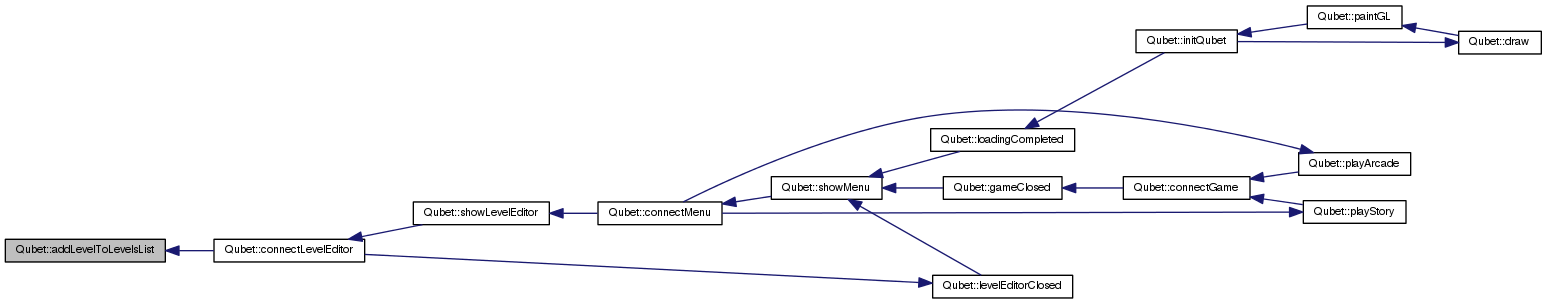 Qubet::paintGL
Qubet::initQubet
Qubet::draw
Qubet::loadingCompleted
Qubet::playArcade
Qubet::showMenu
Qubet::gameClosed
Qubet::connectGame
Qubet::showLevelEditor
Qubet::connectMenu
Qubet::playStory
Qubet::addLevelToLevelsList
Qubet::connectLevelEditor
Qubet::levelEditorClosed